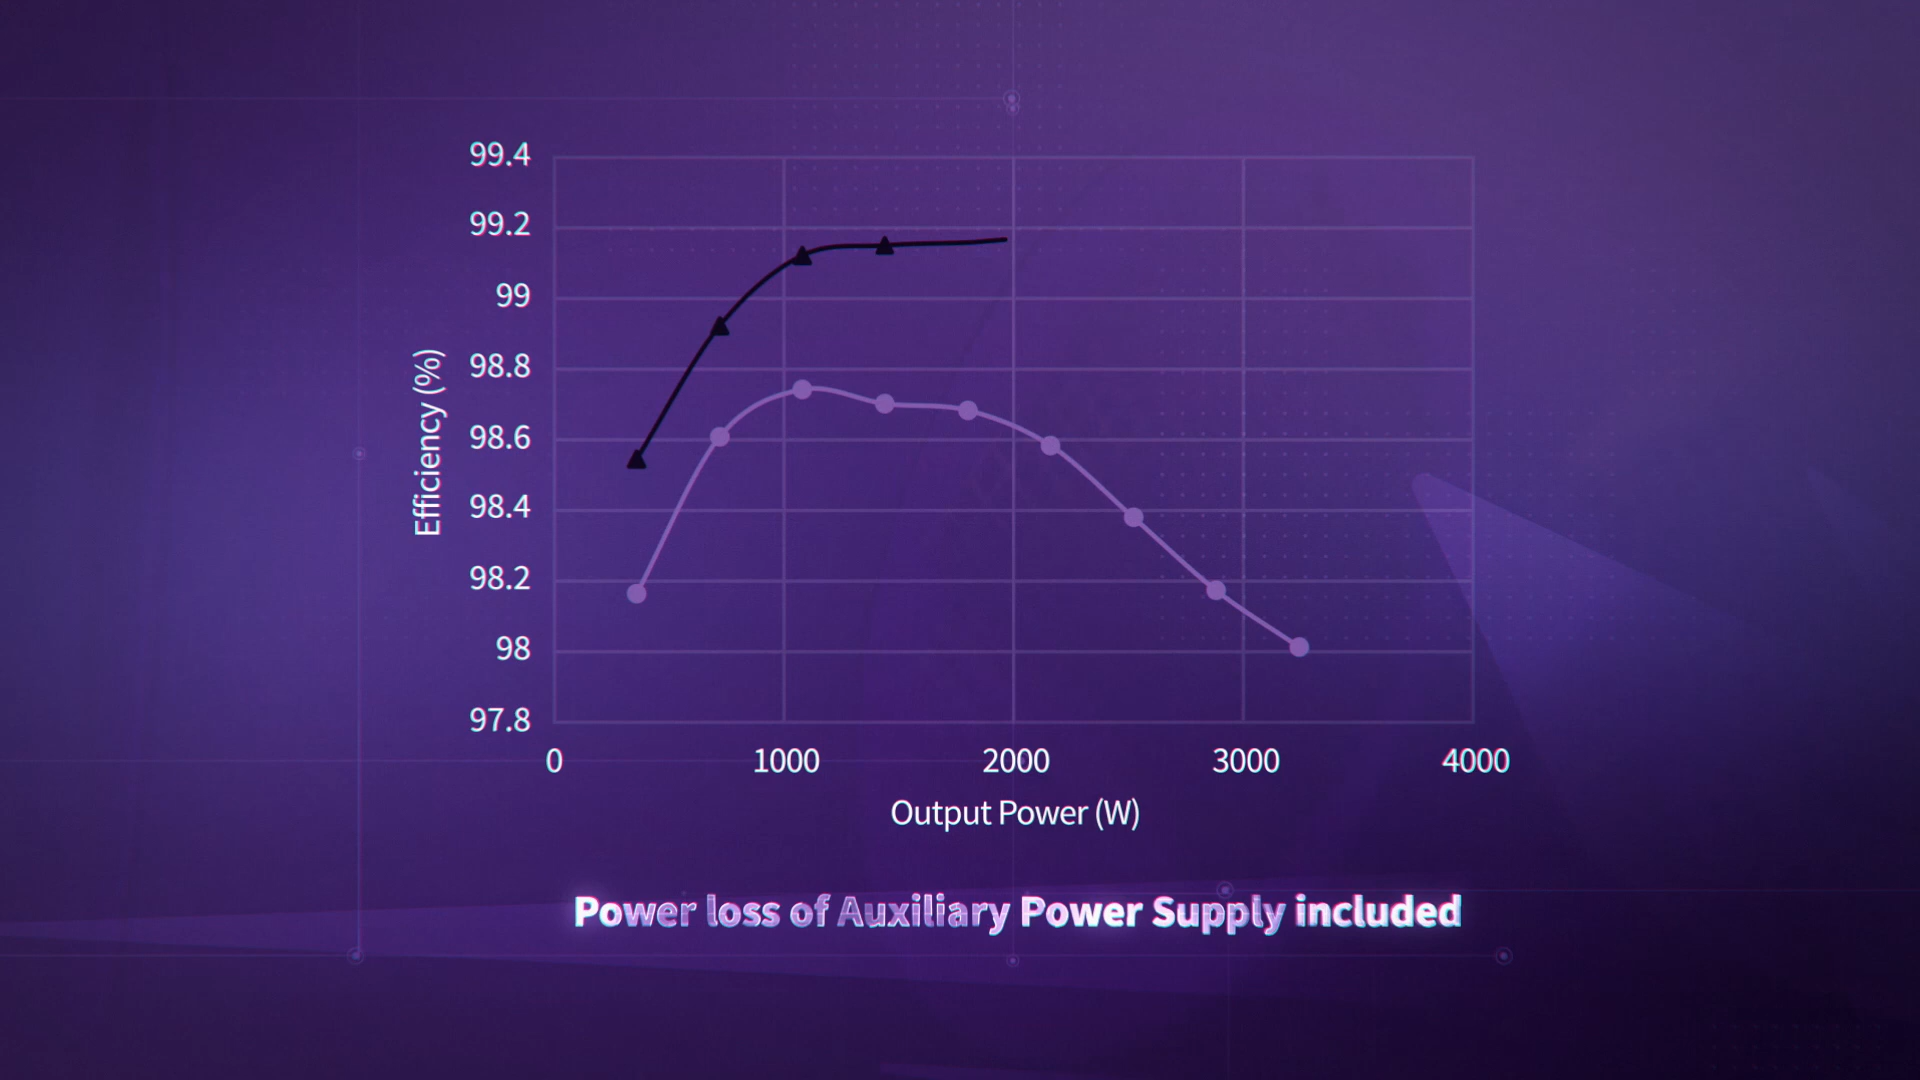 99.4
99.2
99
98.8
98.6
98.4
98.2
98
97.8
Efficiency (%)
0 1000 2000 3000 4000
Output Power (W)
Power loss of Auxiliary Power Supply included